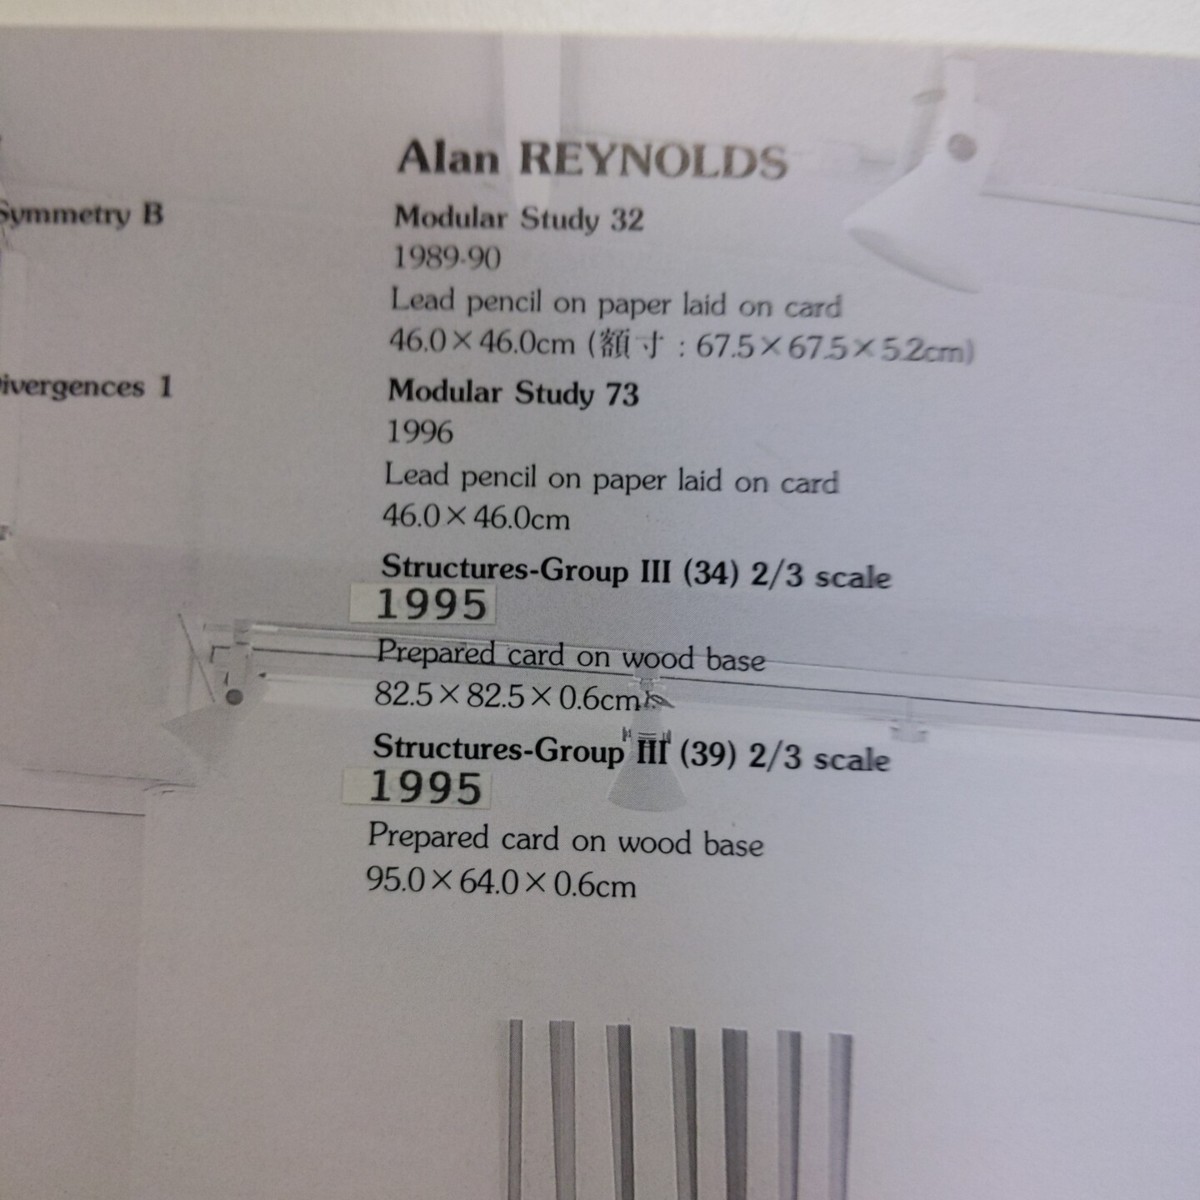 Symmetry B
Divergences 1
Alan REYNOLDS
Modular Study 32
1989-90
Lead pencil on paper laid on card
46.0×46.0cm (額寸 : 67.5×67.5×5.2cm)
Modular Study 73
1996
Lead pencil on paper laid on card
46.0×46.0cm
Structures-Group III (34) 2/3 scale
1995
Prepared card on wood base
82.5×82.5×0.6cm
Structures-Group III (39) 2/3 scale
1995
Prepared card on wood base
95.0×64.0×0.6cm